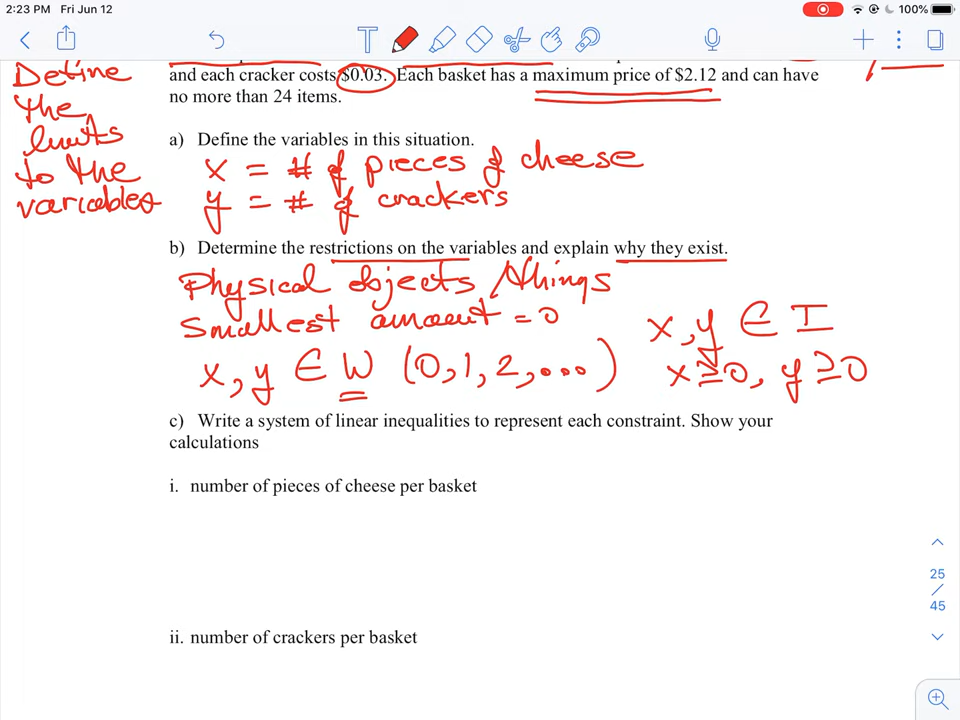 2:23 PM Fri Jun 12
100%
and each cracker costs $0.03. Each basket has a maximum price of $2.12 and can have
no more than 24 items.
Define
the
limits
to the
variables
a) Define the variables in this situation.
x = # of pieces of cheese
y = # of crackers
b) Determine the restrictions on the variables and explain why they exist.
Physical objects/things
Smallest amount = 0
x, y ∈ W (0, 1, 2, ...)
x, y ∈ I
x ≥ 0, y ≥ 0
c) Write a system of linear inequalities to represent each constraint. Show your
calculations
i. number of pieces of cheese per basket
ii. number of crackers per basket
25
/
45